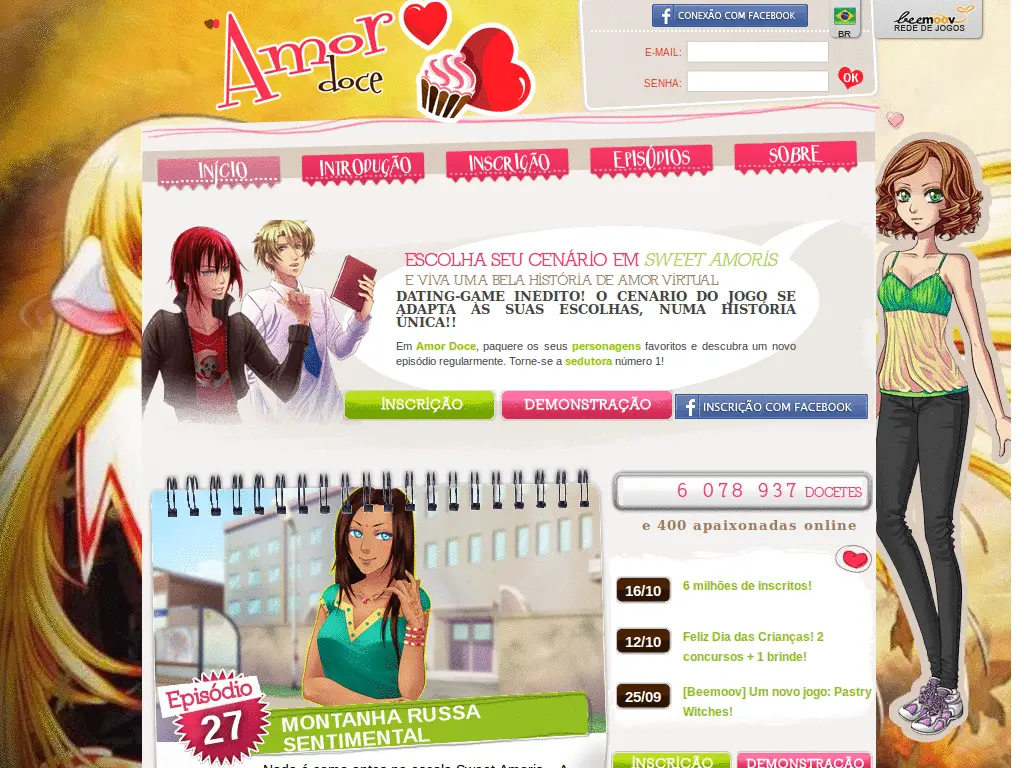 Amor
doce
CONEXÃO COM FACEBOOK
BR
beemoov
REDE DE JOGOS
E-MAIL:
SENHA:
OK
INÍCIO
INTRODUÇÃO
INSCRIÇÃO
EPISÓDIOS
SOBRE
ESCOLHA SEU CENÁRIO EM SWEET AMORIS
E VIVA UMA BELA HISTÓRIA DE AMOR VIRTUAL
DATING-GAME INÉDITO! O CENÁRIO DO JOGO SE
ADAPTA ÀS SUAS ESCOLHAS, NUMA HISTÓRIA
ÚNICA!!
Em Amor Doce, paquere os seus personagens favoritos e descubra um novo
episódio regularmente. Torne-se a sedutora número 1!
INSCRIÇÃO
DEMONSTRAÇÃO
INSCRIÇÃO COM FACEBOOK
6 078 937 DOCETES
e 400 apaixonadas online
16/10 6 milhões de inscritos!
12/10 Feliz Dia das Crianças! 2
concursos + 1 brinde!
25/09 [Beemoov] Um novo jogo: Pastry
Witches!
Episódio
27
MONTANHA RUSSA
SENTIMENTAL
INSCRIÇÃO
DEMONSTRAÇÃO